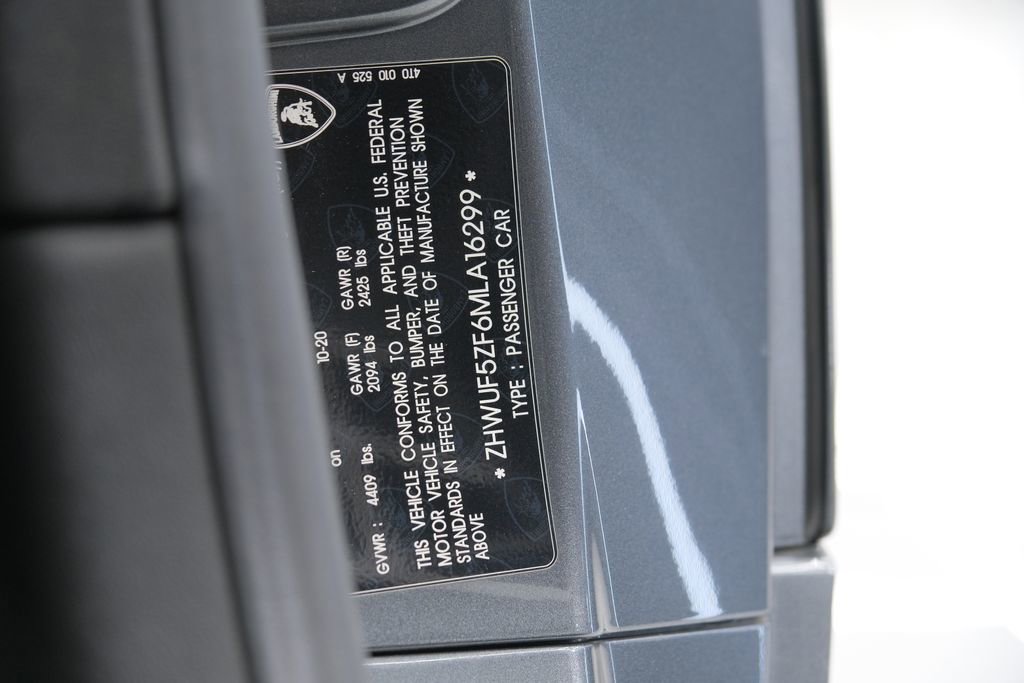 4T0 010 525 A
on 10-20
GVWR : 4409 lbs. GAWR (F) GAWR (R)
2094 lbs 2425 lbs
THIS VEHICLE CONFORMS TO ALL APPLICABLE U.S. FEDERAL
MOTOR VEHICLE SAFETY, BUMPER, AND THEFT PREVENTION
STANDARDS IN EFFECT ON THE DATE OF MANUFACTURE SHOWN
ABOVE
* ZHWUF5ZF6MLA16299 *
TYPE : PASSENGER CAR